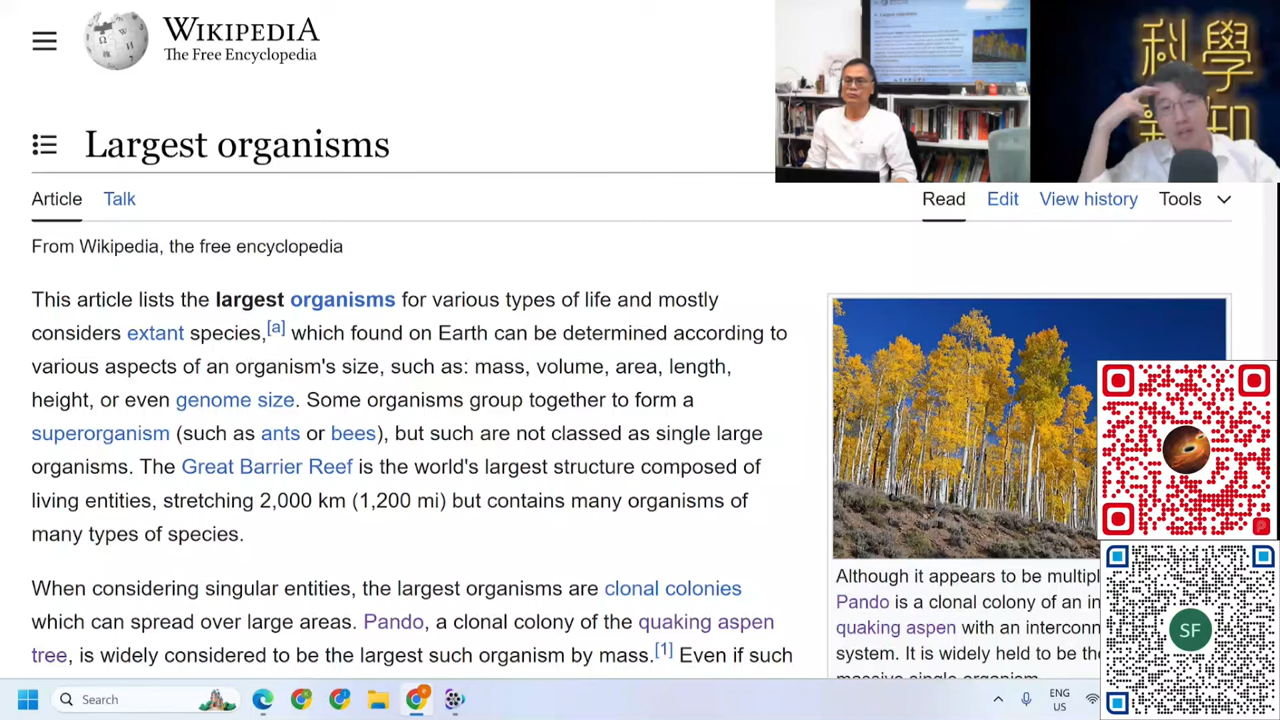 WIKIPEDIA
The Free Encyclopedia
科學
新知
Largest organisms
Largest organisms
Article Talk
Read Edit View history Tools
From Wikipedia, the free encyclopedia
This article lists the largest organisms for various types of life and mostly
considers extant species,[a] which found on Earth can be determined according to
various aspects of an organism's size, such as: mass, volume, area, length,
height, or even genome size. Some organisms group together to form a
superorganism (such as ants or bees), but such are not classed as single large
organisms. The Great Barrier Reef is the world's largest structure composed of
living entities, stretching 2,000 km (1,200 mi) but contains many organisms of
many types of species.
When considering singular entities, the largest organisms are clonal colonies
which can spread over large areas. Pando, a clonal colony of the quaking aspen
tree, is widely considered to be the largest such organism by mass.[1] Even if such
Although it appears to be multipl
Pando is a clonal colony of an in
quaking aspen with an interconn
system. It is widely held to be th
massive single organism.
SF
Search
ENG
US